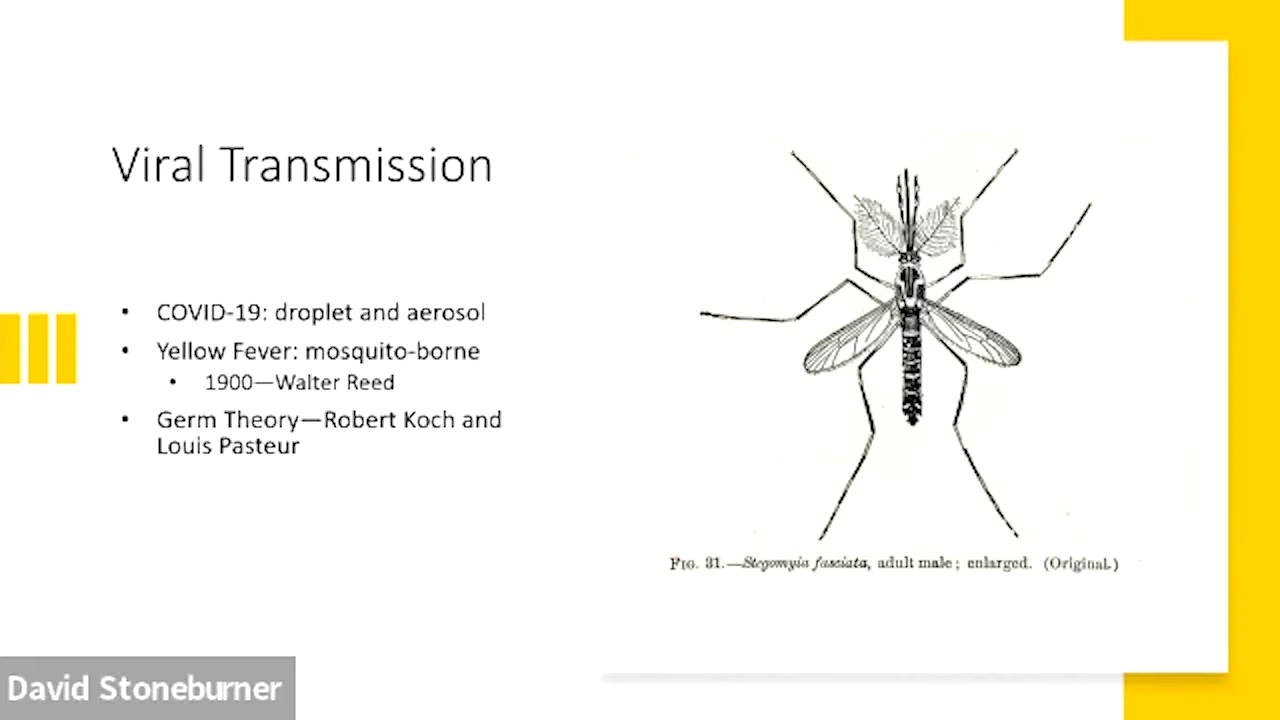 Viral Transmission
• COVID-19: droplet and aerosol
• Yellow Fever: mosquito-borne
• 1900—Walter Reed
• Germ Theory—Robert Koch and
Louis Pasteur
Fig. 31.—Stegomyia fasciata, adult male; enlarged. (Original.)
David Stoneburner